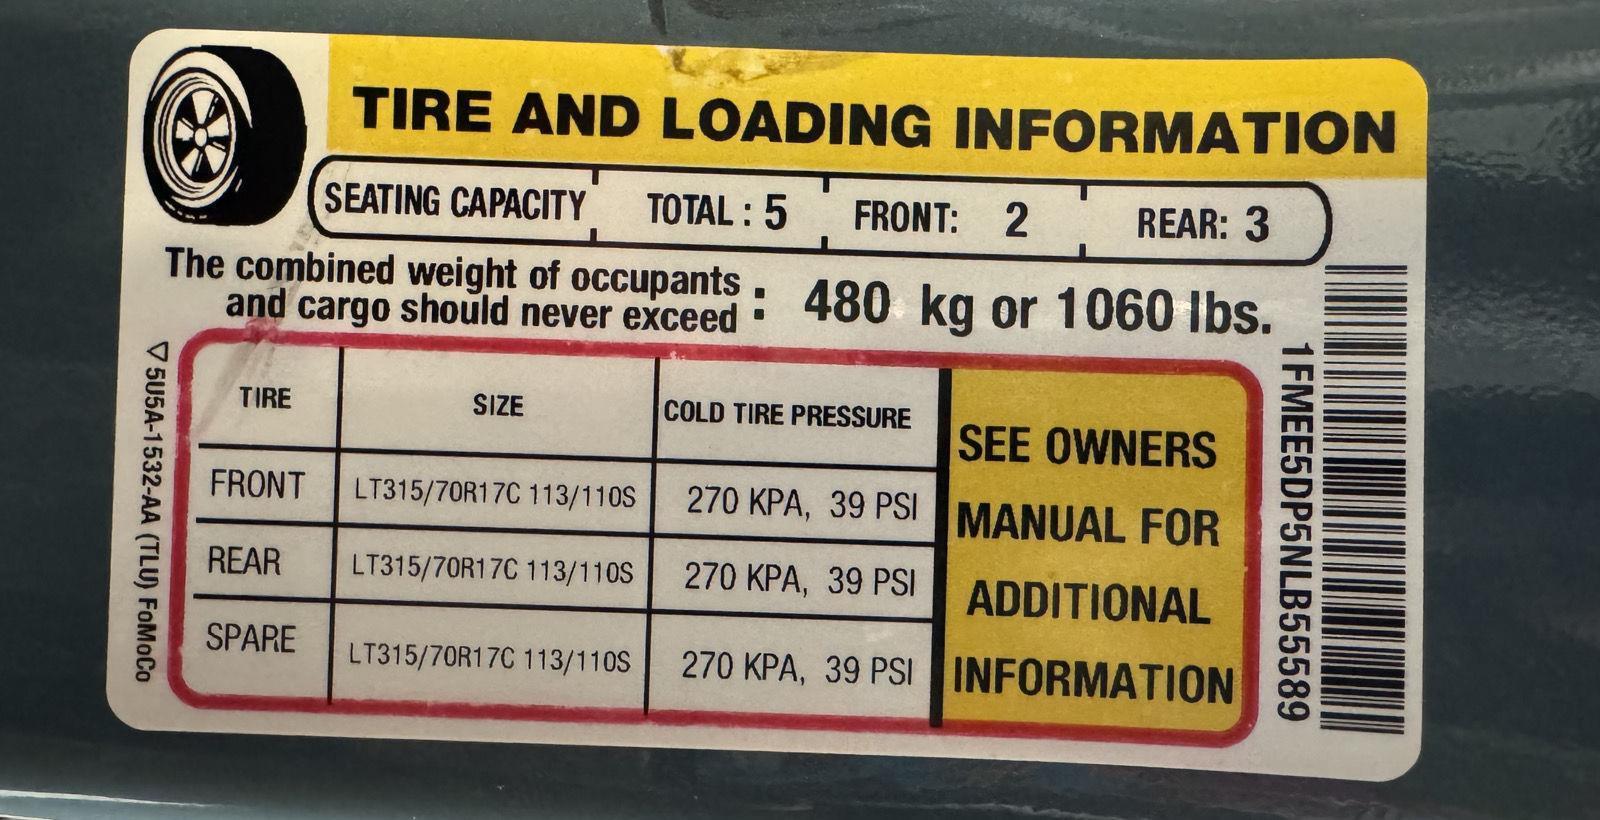 TIRE AND LOADING INFORMATION
SEATING CAPACITY TOTAL : 5 FRONT: 2 REAR: 3
The combined weight of occupants
and cargo should never exceed : 480 kg or 1060 lbs.
TIRE SIZE COLD TIRE PRESSURE
FRONT LT315/70R17C 113/110S 270 KPA, 39 PSI
REAR LT315/70R17C 113/110S 270 KPA, 39 PSI
SPARE LT315/70R17C 113/110S 270 KPA, 39 PSI
SEE OWNERS
MANUAL FOR
ADDITIONAL
INFORMATION
1FMEE5DP5NLB55589
5U5A-1532-AA (TLU) FoMoCo